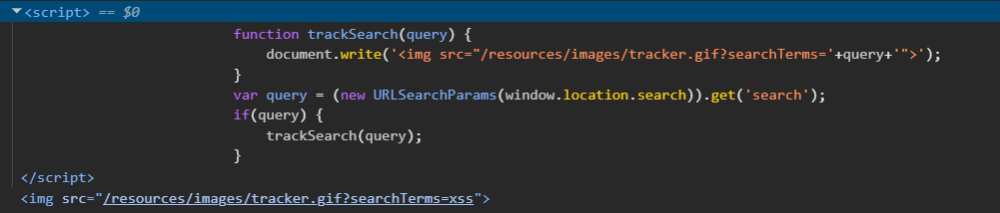 <script> == $0
function trackSearch(query) {
document.write('<img src="/resources/images/tracker.gif?searchTerms='+query+'">');
}
var query = (new URLSearchParams(window.location.search)).get('search');
if(query) {
trackSearch(query);
}
</script>
<img src="/resources/images/tracker.gif?searchTerms=xss">